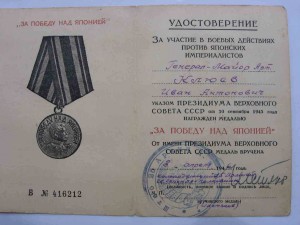 "ЗА ПОБЕДУ НАД ЯПОНИЕЙ"
В № 416212
УДОСТОВЕРЕНИЕ
ЗА УЧАСТИЕ В БОЕВЫХ ДЕЙСТВИЯХ
ПРОТИВ ЯПОНСКИХ
ИМПЕРИАЛИСТОВ
Генерал-Майор Арт.
Клюев
Иван Антонович
УКАЗОМ ПРЕЗИДИУМА ВЕРХОВНОГО
СОВЕТА СССР от 30 сентября 1945 года
НАГРАЖДЕН МЕДАЛЬЮ
"ЗА ПОБЕДУ НАД ЯПОНИЕЙ"
От имени ПРЕЗИДИУМА ВЕРХОВНОГО
СОВЕТА СССР МЕДАЛЬ ВРУЧЕНА